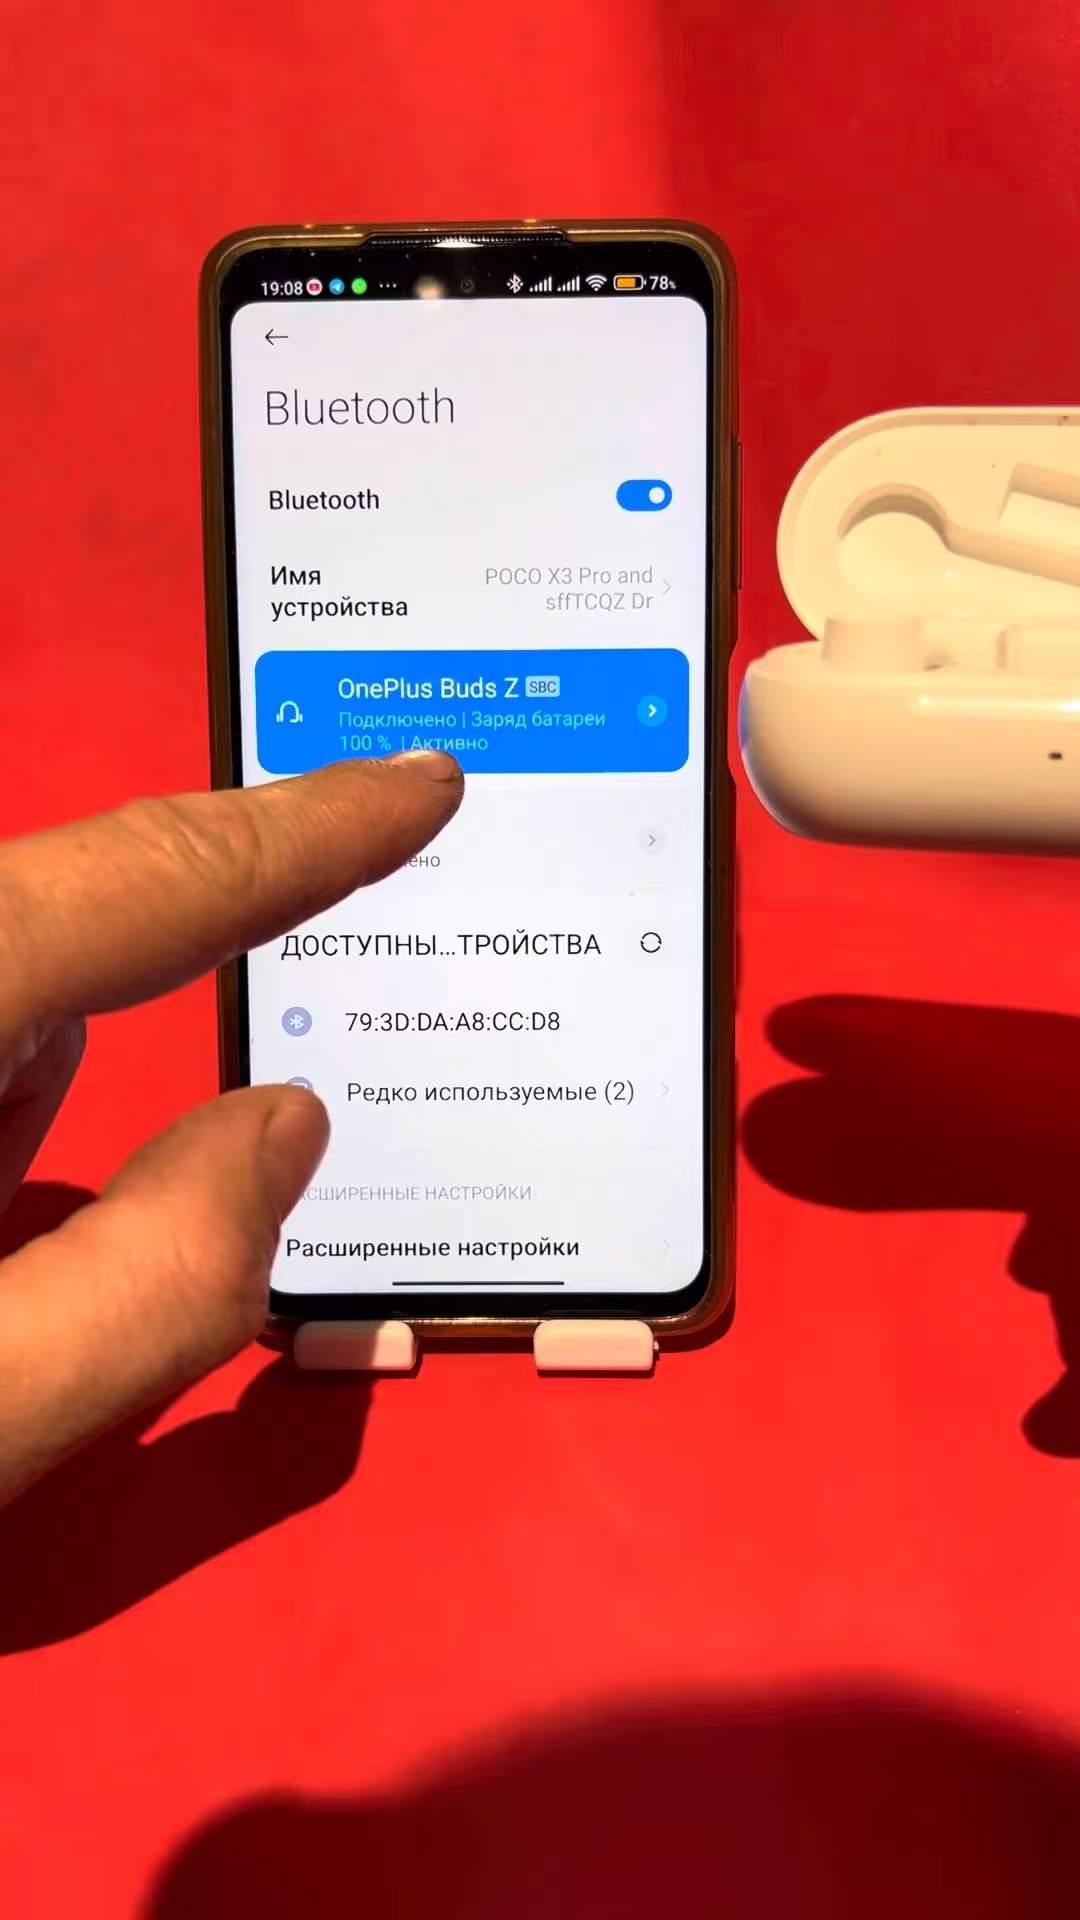 19:08 78%
Bluetooth
Bluetooth
Имя
устройства
POCO X3 Pro and
sffTCQZ Dr
OnePlus Buds Z SBC
Подключено | Заряд батареи
100 % | Активно
ДОСТУПНЫ...ТРОЙСТВА
79:3D:DA:A8:CC:D8
Редко используемые (2)
НАСТРОЙКИ
Расширенные настройки